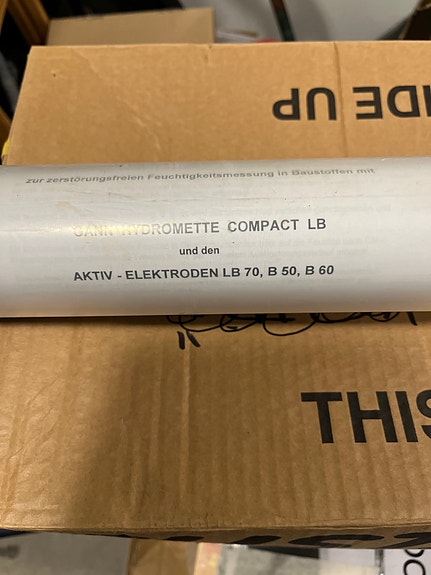 IDE UP
zur zerstörungsfreien Feuchtigkeitsmessung in Baustoffen mit
GANN HYDROMETTE COMPACT LB
und den
AKTIV - ELEKTRODEN LB 70, B 50, B 60
THIS